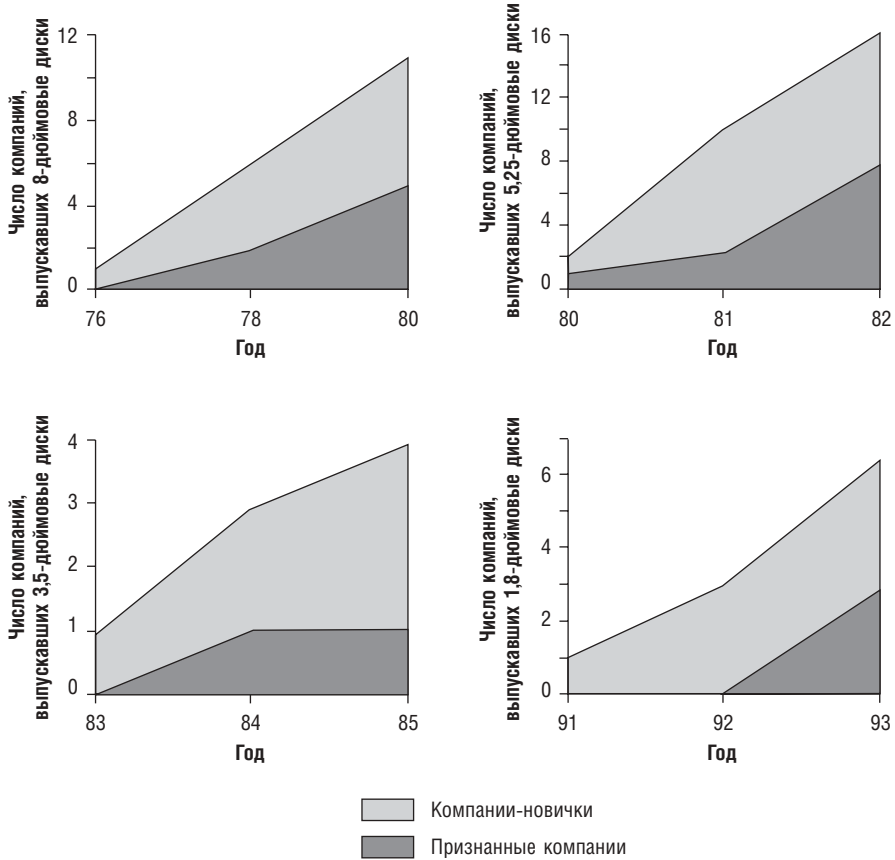 Число компаний,
выпускавших 8-дюймовые диски
12
8
4
0
76 78 80
Год
Число компаний,
выпускавших 5,25-дюймовые диски
16
12
8
4
0
80 81 82
Год
Число компаний,
выпускавших 3,5-дюймовые диски
4
3
2
1
0
83 84 85
Год
Число компаний,
выпускавших 1,8-дюймовые диски
6
4
2
0
91 92 93
Год
Компании-новички
Признанные компании